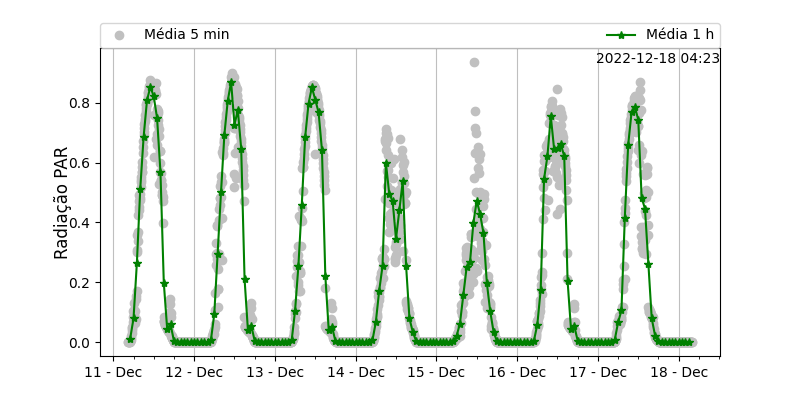 Média 5 min
Média 1 h
2022-12-18 04:23
Radiação PAR
0.8
0.6
0.4
0.2
0.0
11 - Dec
12 - Dec
13 - Dec
14 - Dec
15 - Dec
16 - Dec
17 - Dec
18 - Dec